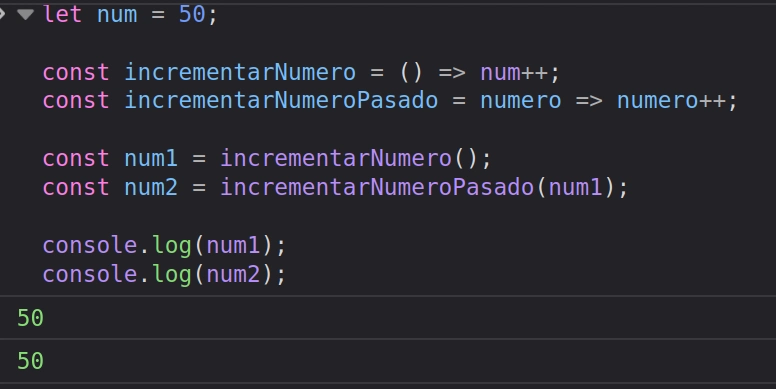 let num = 50;
const incrementarNumero = () => num++;
const incrementarNumeroPasado = numero => numero++;
const num1 = incrementarNumero();
const num2 = incrementarNumeroPasado(num1);
console.log(num1);
console.log(num2);
50
50